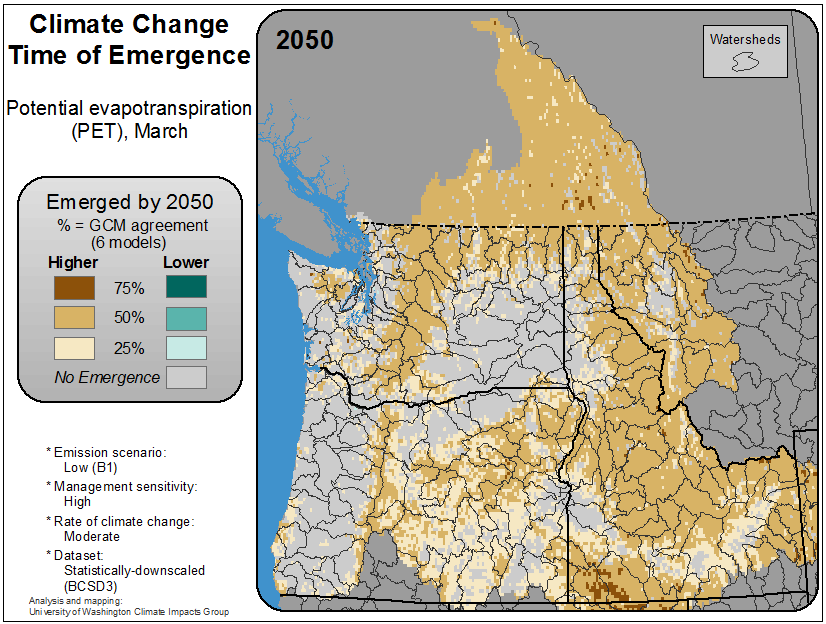 Climate Change
Time of Emergence
Potential evapotranspiration
(PET), March
Emerged by 2050
% = GCM agreement
(6 models)
Higher Lower
75%
50%
25%
No Emergence
* Emission scenario:
Low (B1)
* Management sensitivity:
High
* Rate of climate change:
Moderate
* Dataset:
Statistically-downscaled
(BCSD3)
Analysis and mapping:
University of Washington Climate Impacts Group
2050
Watersheds